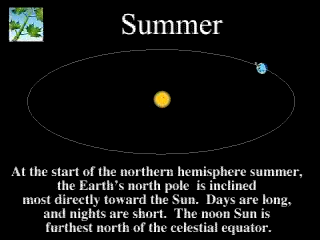 Summer
At the start of the northern hemisphere summer,
the Earth's north pole is inclined
most directly toward the Sun. Days are long,
and nights are short. The noon Sun is
furthest north of the celestial equator.